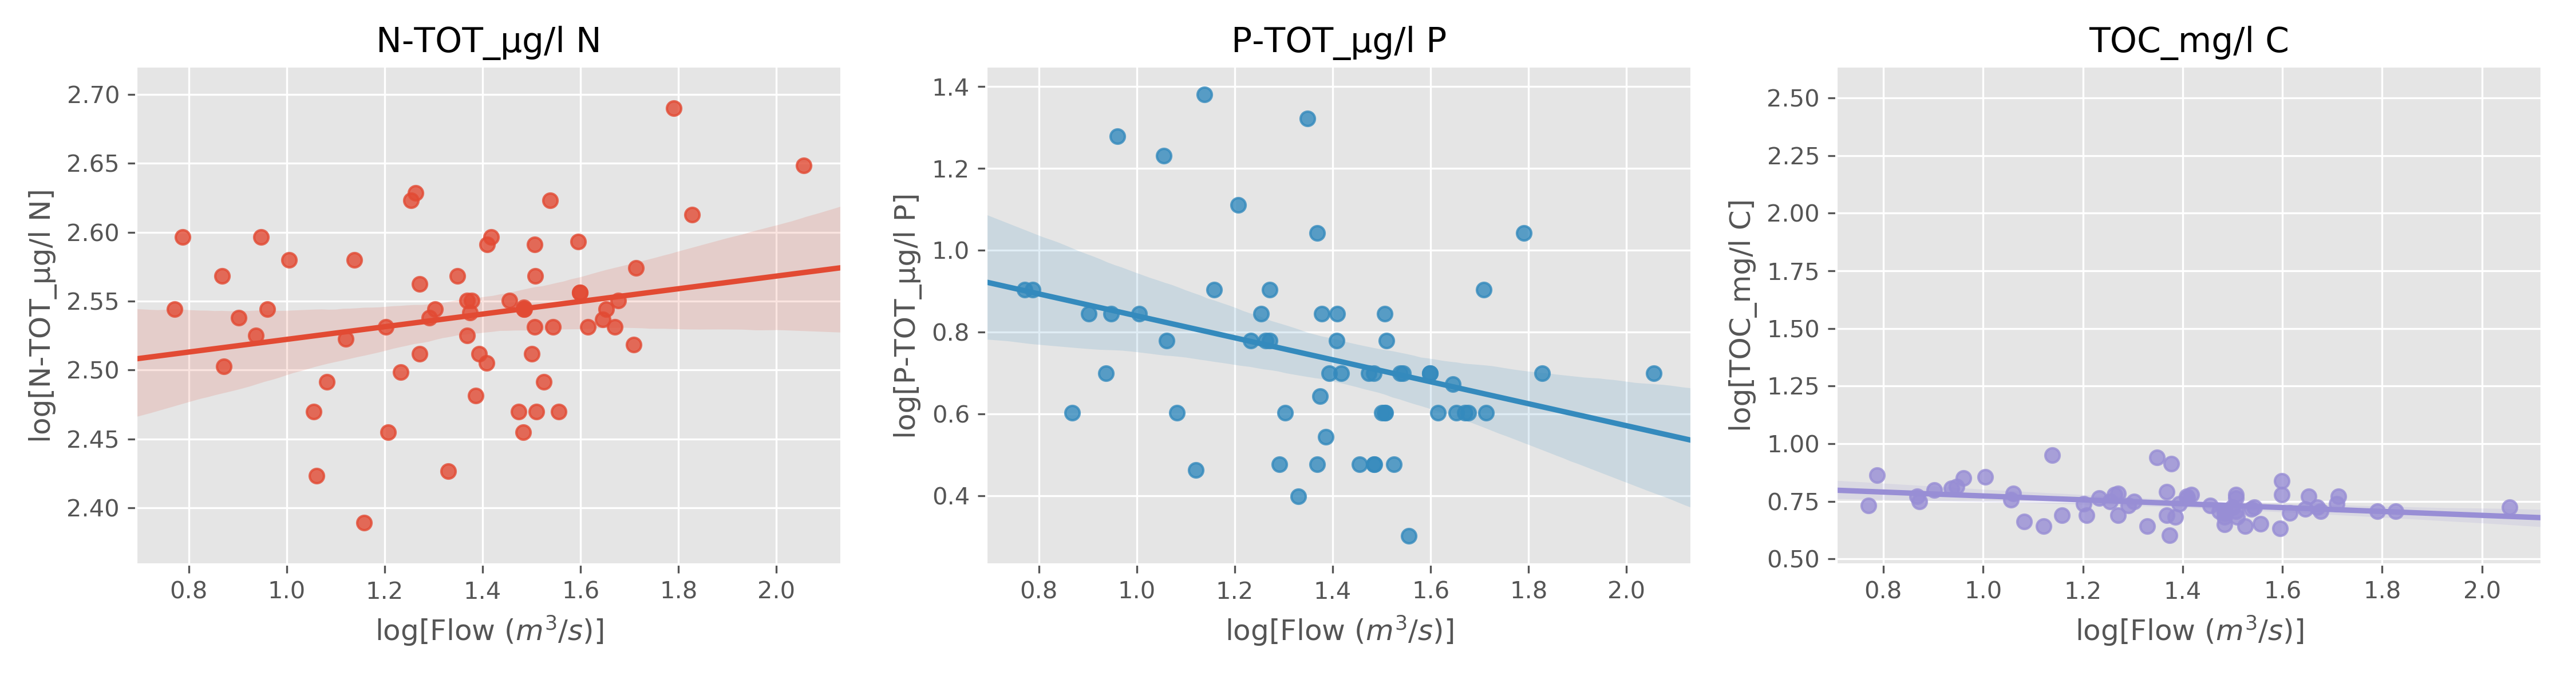 N-TOT_µg/l N
2.70
2.65
2.60
2.55
2.50
2.45
2.40
log[N-TOT_µg/l N]
0.8 1.0 1.2 1.4 1.6 1.8 2.0
log[Flow (m³/s)]
P-TOT_µg/l P
1.4
1.2
1.0
0.8
0.6
0.4
log[P-TOT_µg/l P]
0.8 1.0 1.2 1.4 1.6 1.8 2.0
log[Flow (m³/s)]
TOC_mg/l C
2.50
2.25
2.00
1.75
1.50
1.25
1.00
0.75
0.50
log[TOC_mg/l C]
0.8 1.0 1.2 1.4 1.6 1.8 2.0
log[Flow (m³/s)]